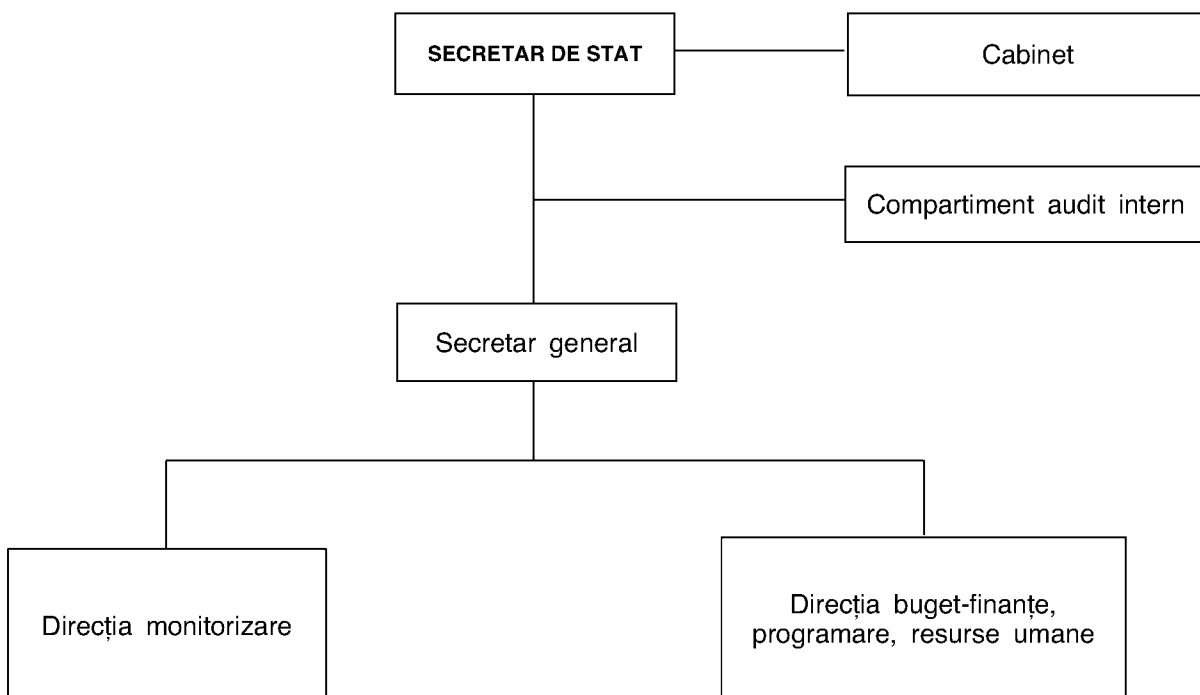 SECRETAR DE STAT
Cabinet
Compartiment audit intern
Secretar general
Direcția monitorizare
Direcția buget-finanțe,
programare, resurse umane